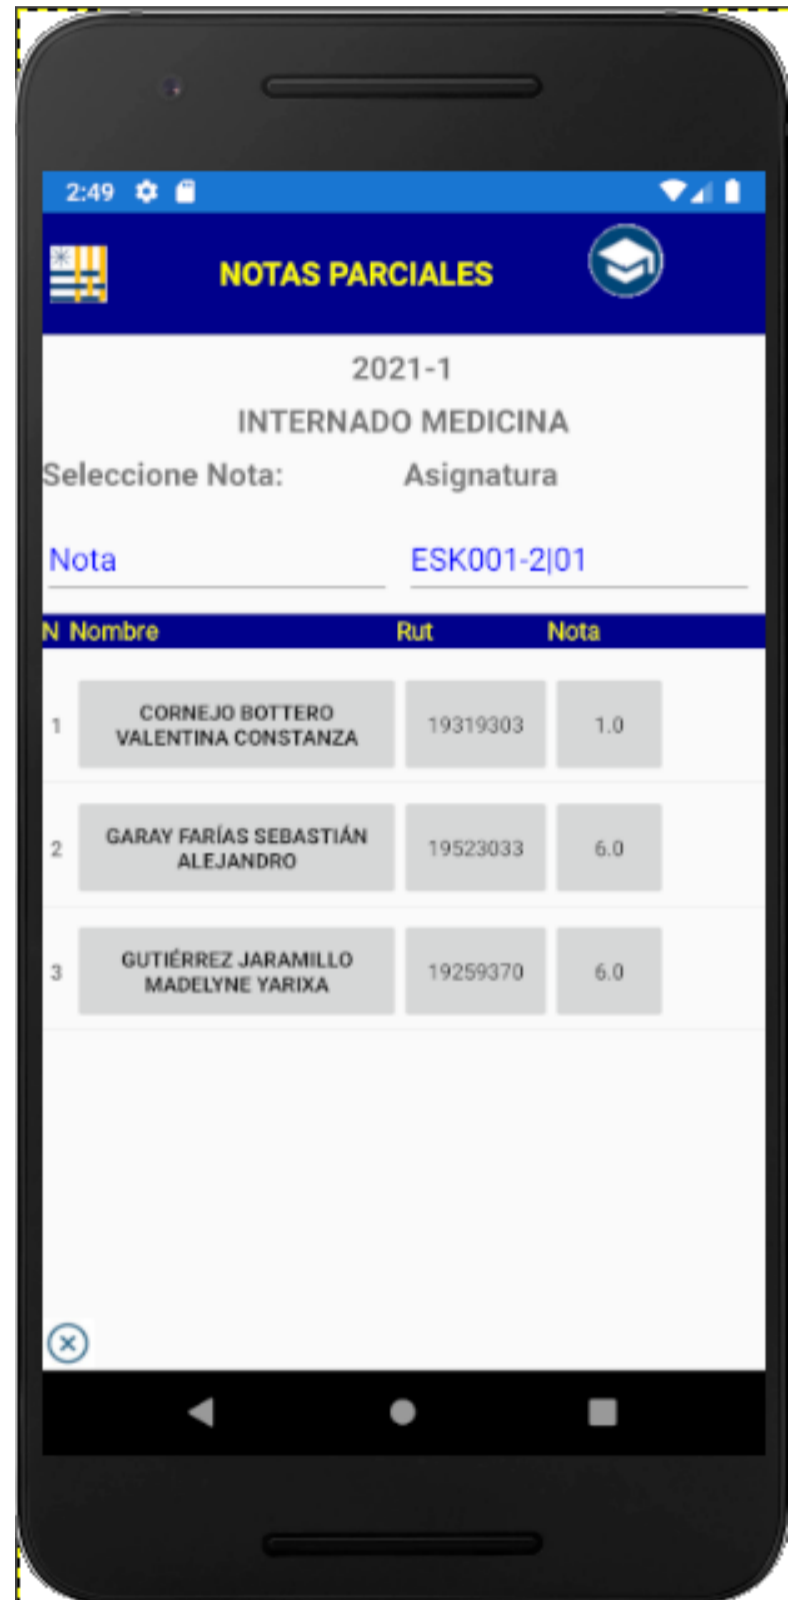 2:49
NOTAS PARCIALES
2021-1
INTERNADO MEDICINA
Seleccione Nota: Asignatura
Nota ESK001-2|01
N Nombre Rut Nota
1 CORNEJO BOTTERO VALENTINA CONSTANZA 19319303 1.0
2 GARAY FARÍAS SEBASTIÁN ALEJANDRO 19523033 6.0
3 GUTIÉRREZ JARAMILLO MADELYNE YARIXA 19259370 6.0